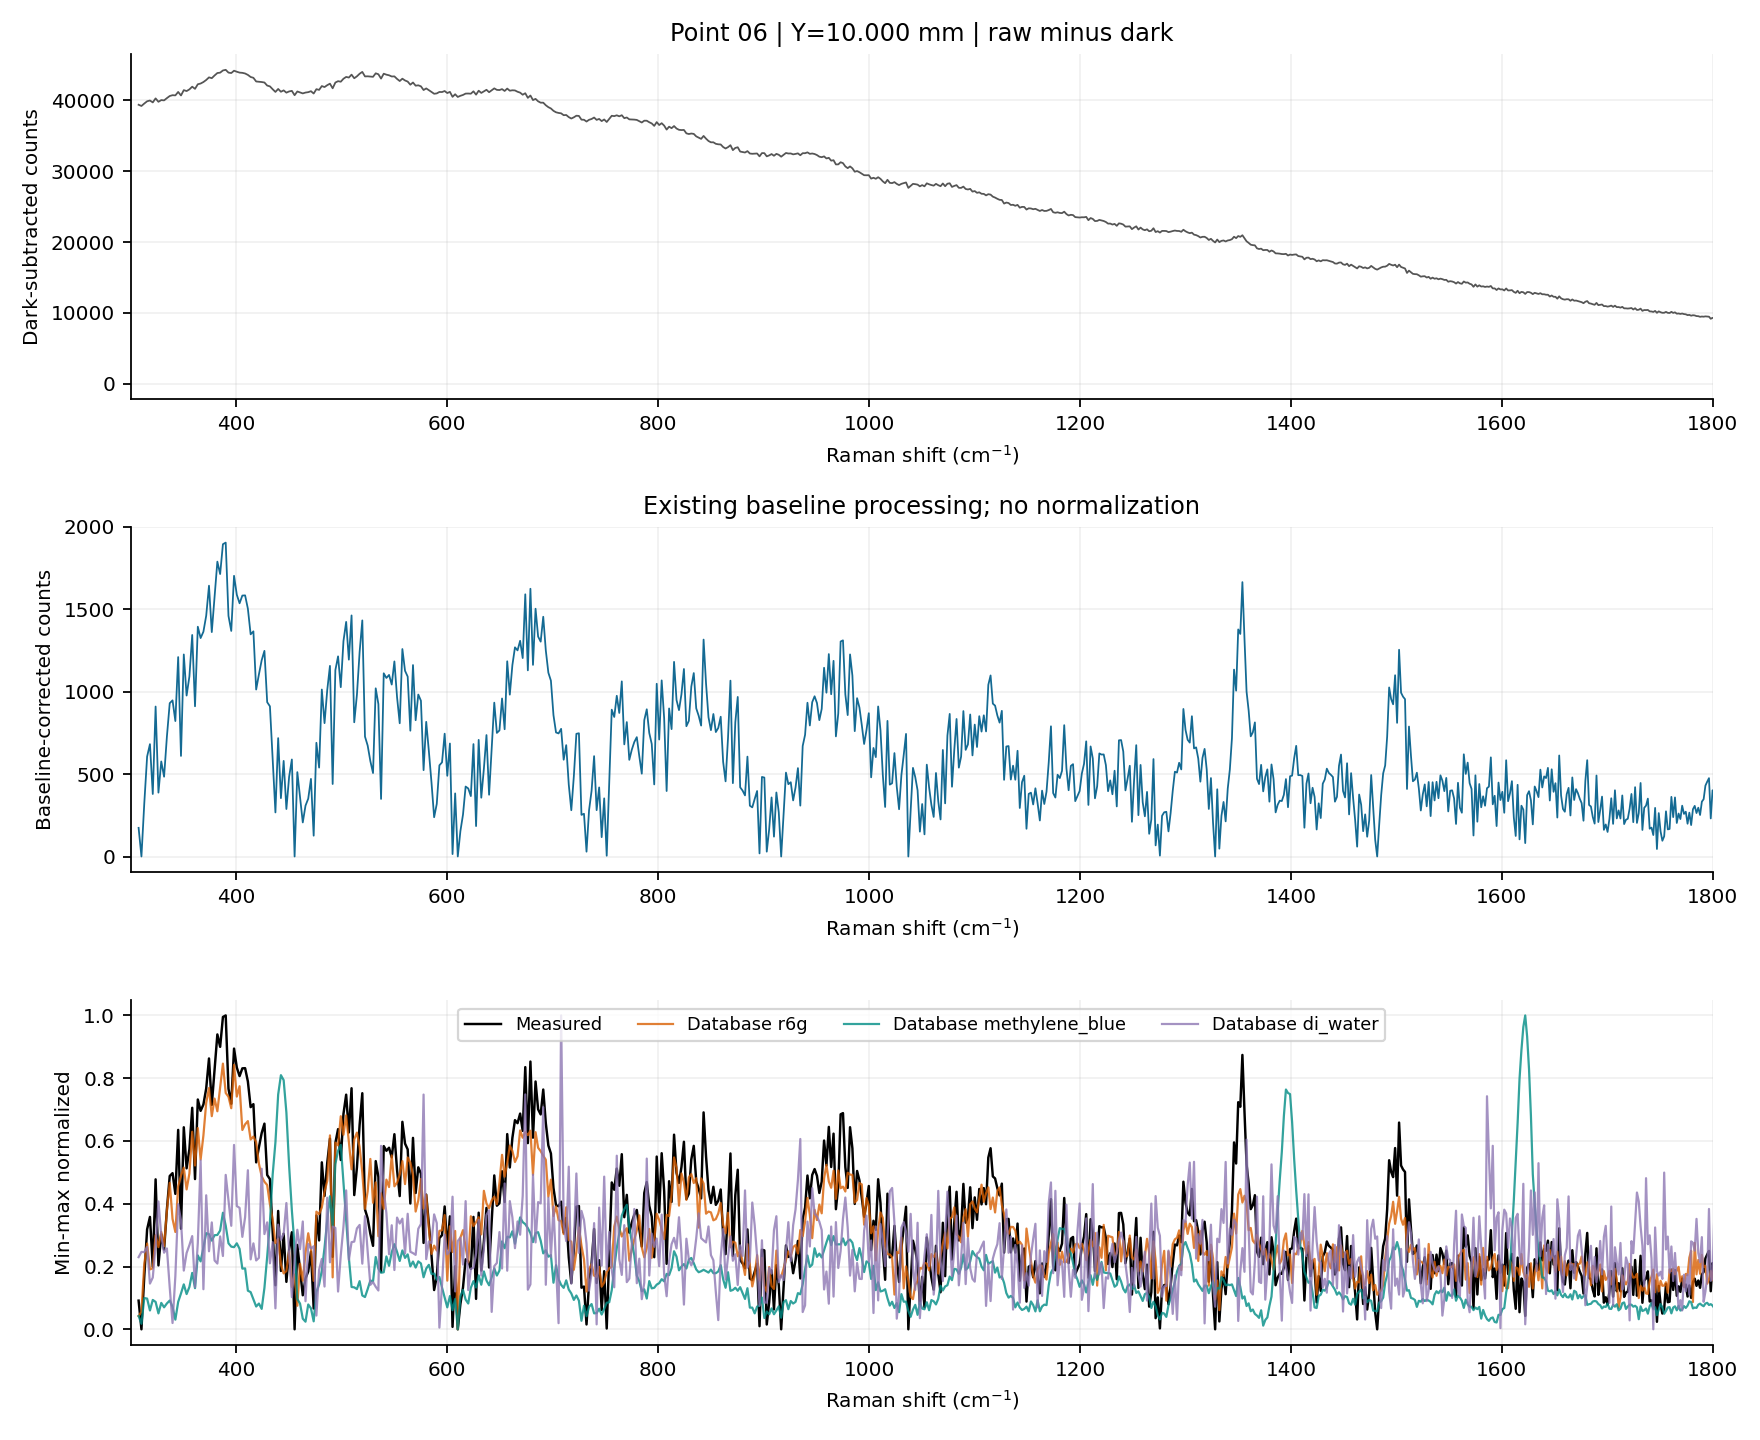 Point 06 | Y=10.000 mm | raw minus dark
Dark-subtracted counts
40000
30000
20000
10000
0
400 600 800 1000 1200 1400 1600 1800
Raman shift (cm⁻¹)
Existing baseline processing; no normalization
Baseline-corrected counts
2000
1500
1000
500
0
400 600 800 1000 1200 1400 1600 1800
Raman shift (cm⁻¹)
Measured Database r6g Database methylene_blue Database di_water
Min-max normalized
1.0
0.8
0.6
0.4
0.2
0.0
400 600 800 1000 1200 1400 1600 1800
Raman shift (cm⁻¹)